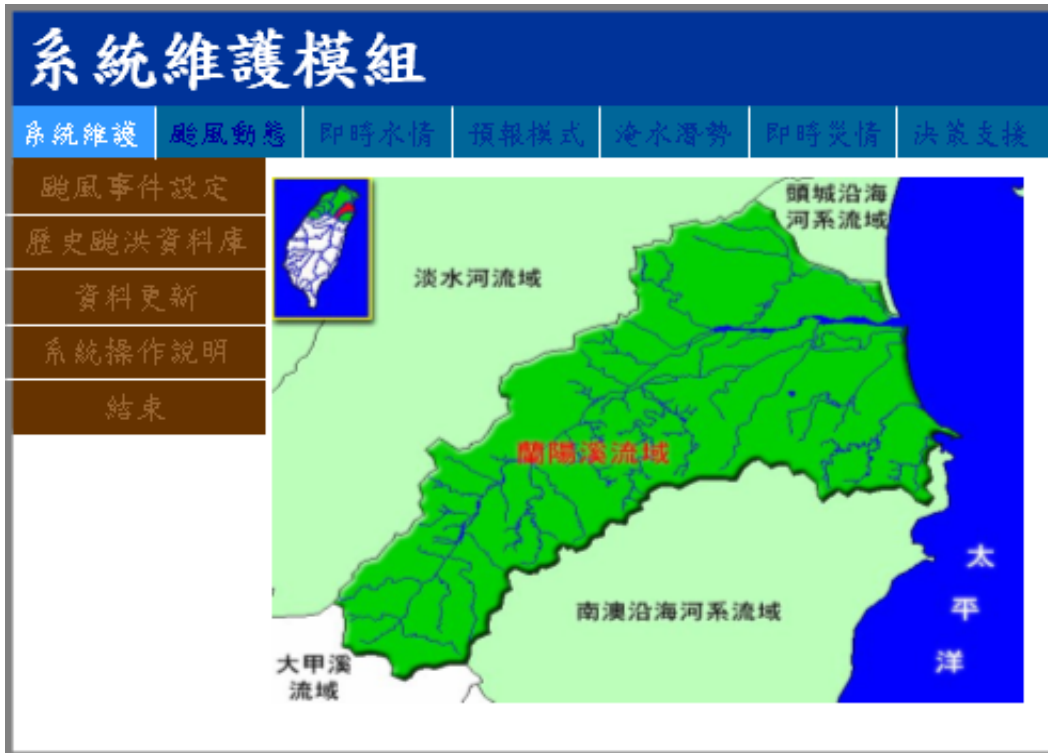 系統維護模組
系統維護 颱風動態 即時水情 預報模式 淹水潛勢 即時災情 決策支援
颱風事件設定
歷史颱洪資料庫
資料更新
系統操作說明
結束
頭城沿海
河系流域
淡水河流域
蘭陽溪流域
南澳沿海河系流域
大甲溪
流域
太
平
洋